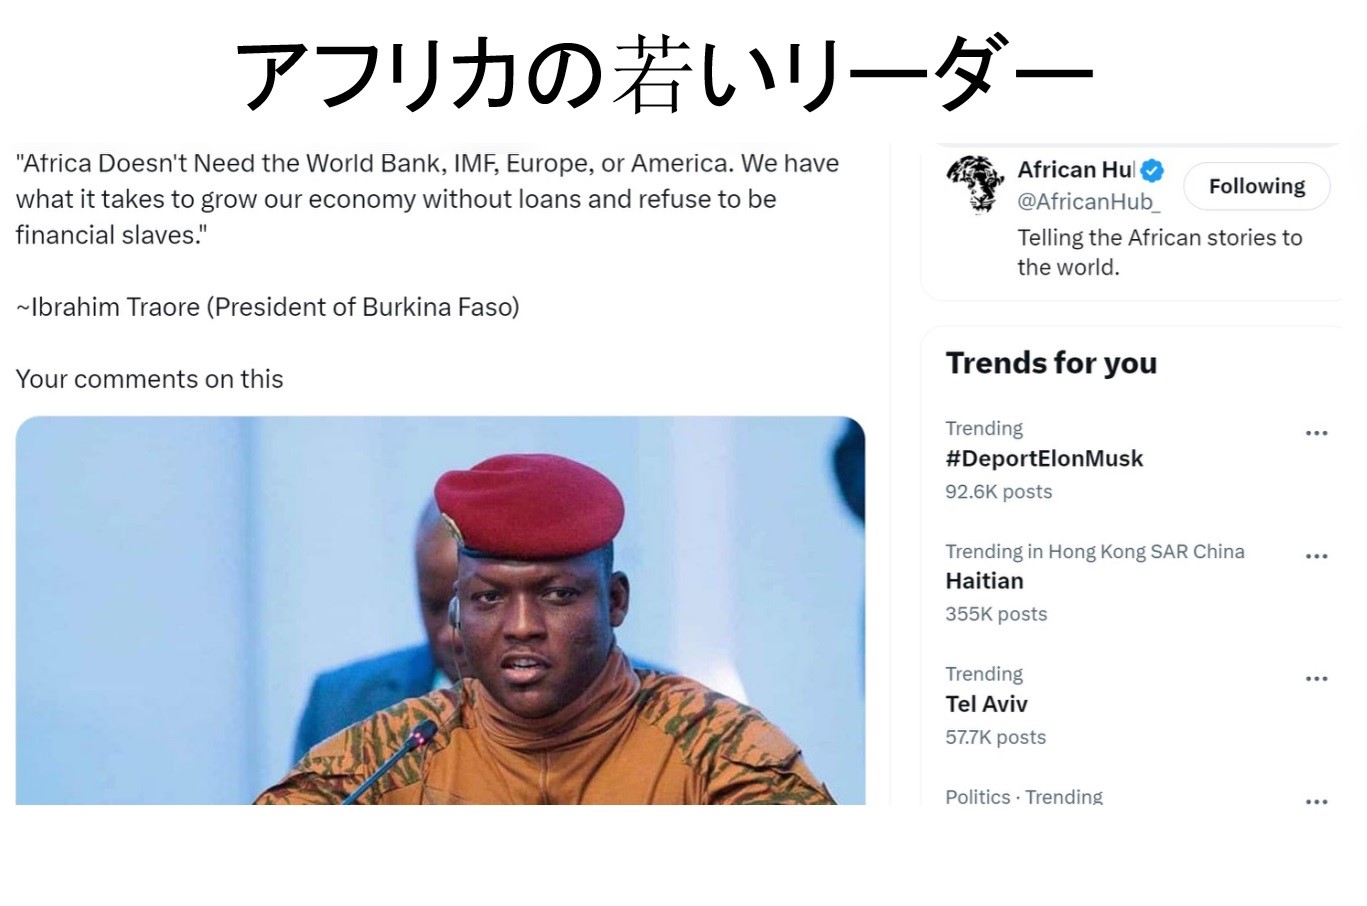 アフリカの若いリーダー
"Africa Doesn't Need the World Bank, IMF, Europe, or America. We have
what it takes to grow our economy without loans and refuse to be
financial slaves."
~Ibrahim Traore (President of Burkina Faso)
Your comments on this
African Hu
@AfricanHub_
Following
Telling the African stories to
the world.
Trends for you
Trending
#DeportElonMusk
92.6K posts
Trending in Hong Kong SAR China
Haitian
355K posts
Trending
Tel Aviv
57.7K posts
Politics · Trending